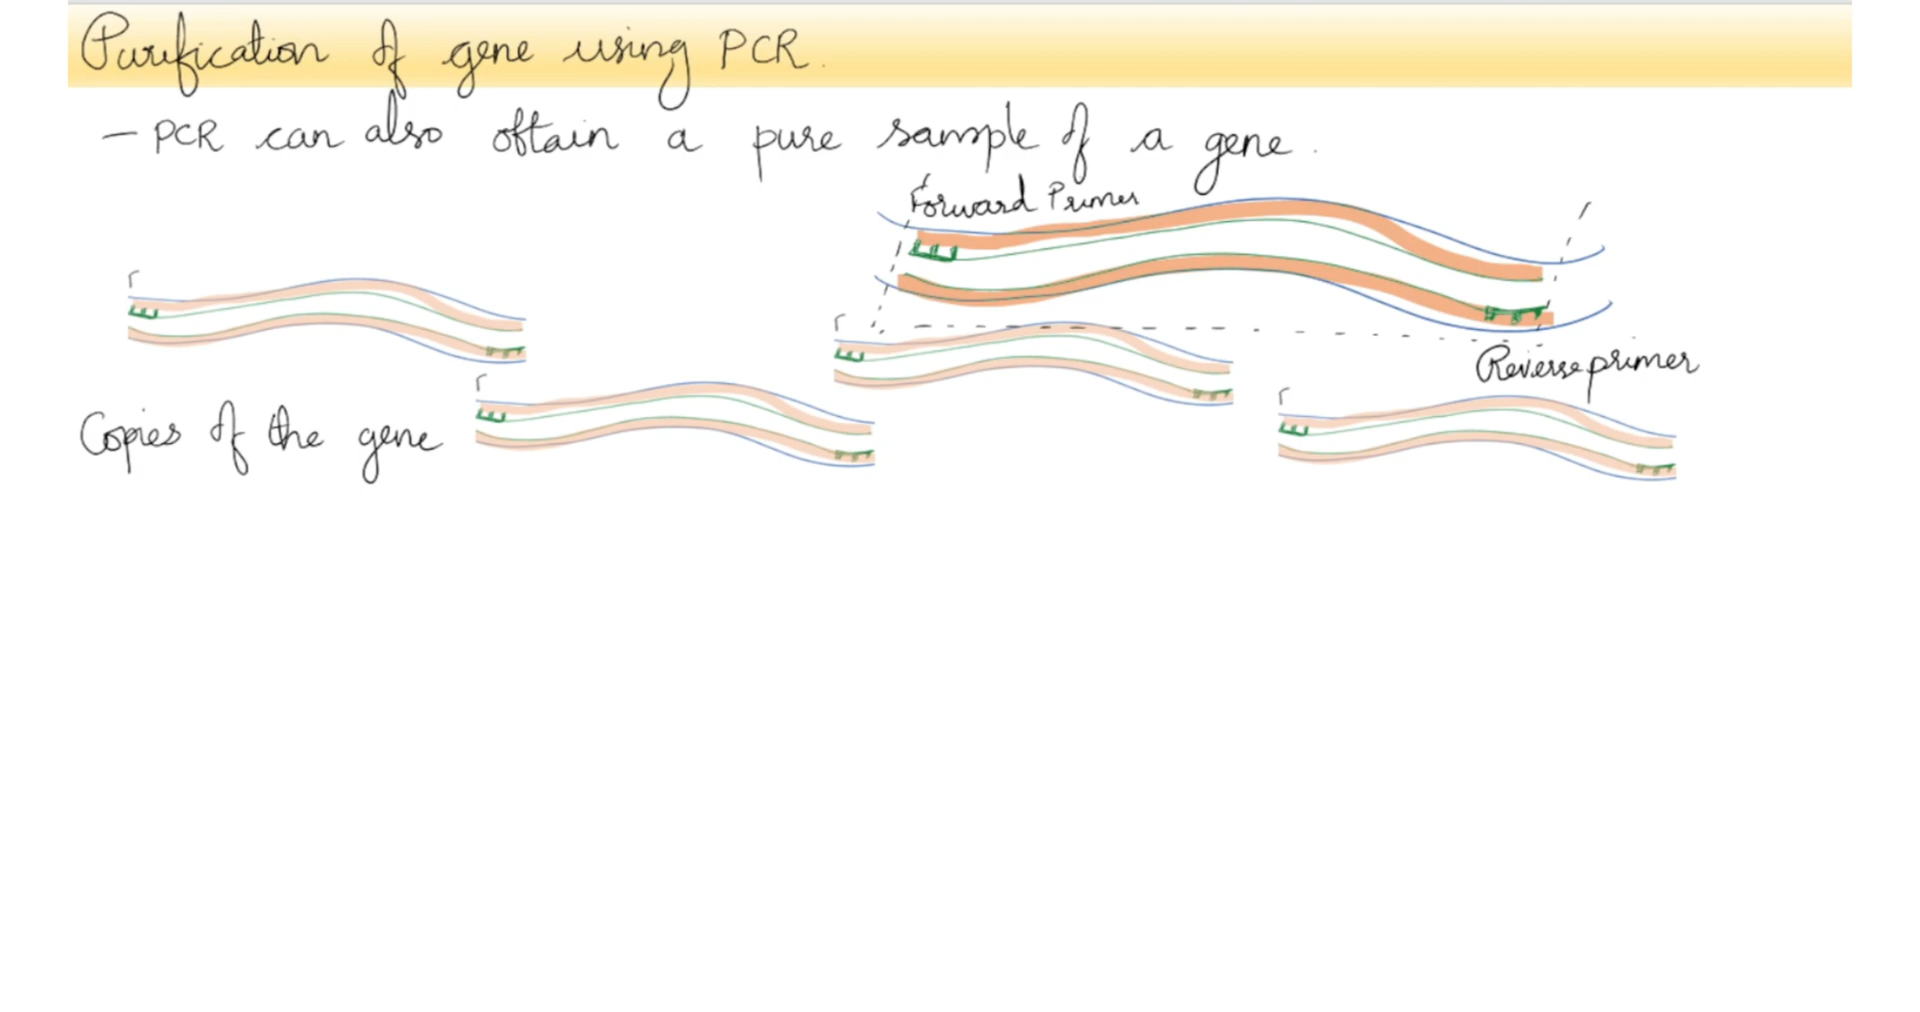 Purification of gene using PCR.
- PCR can also obtain a pure sample of a gene.
Forward Primer
Reverse primer
Copies of the gene